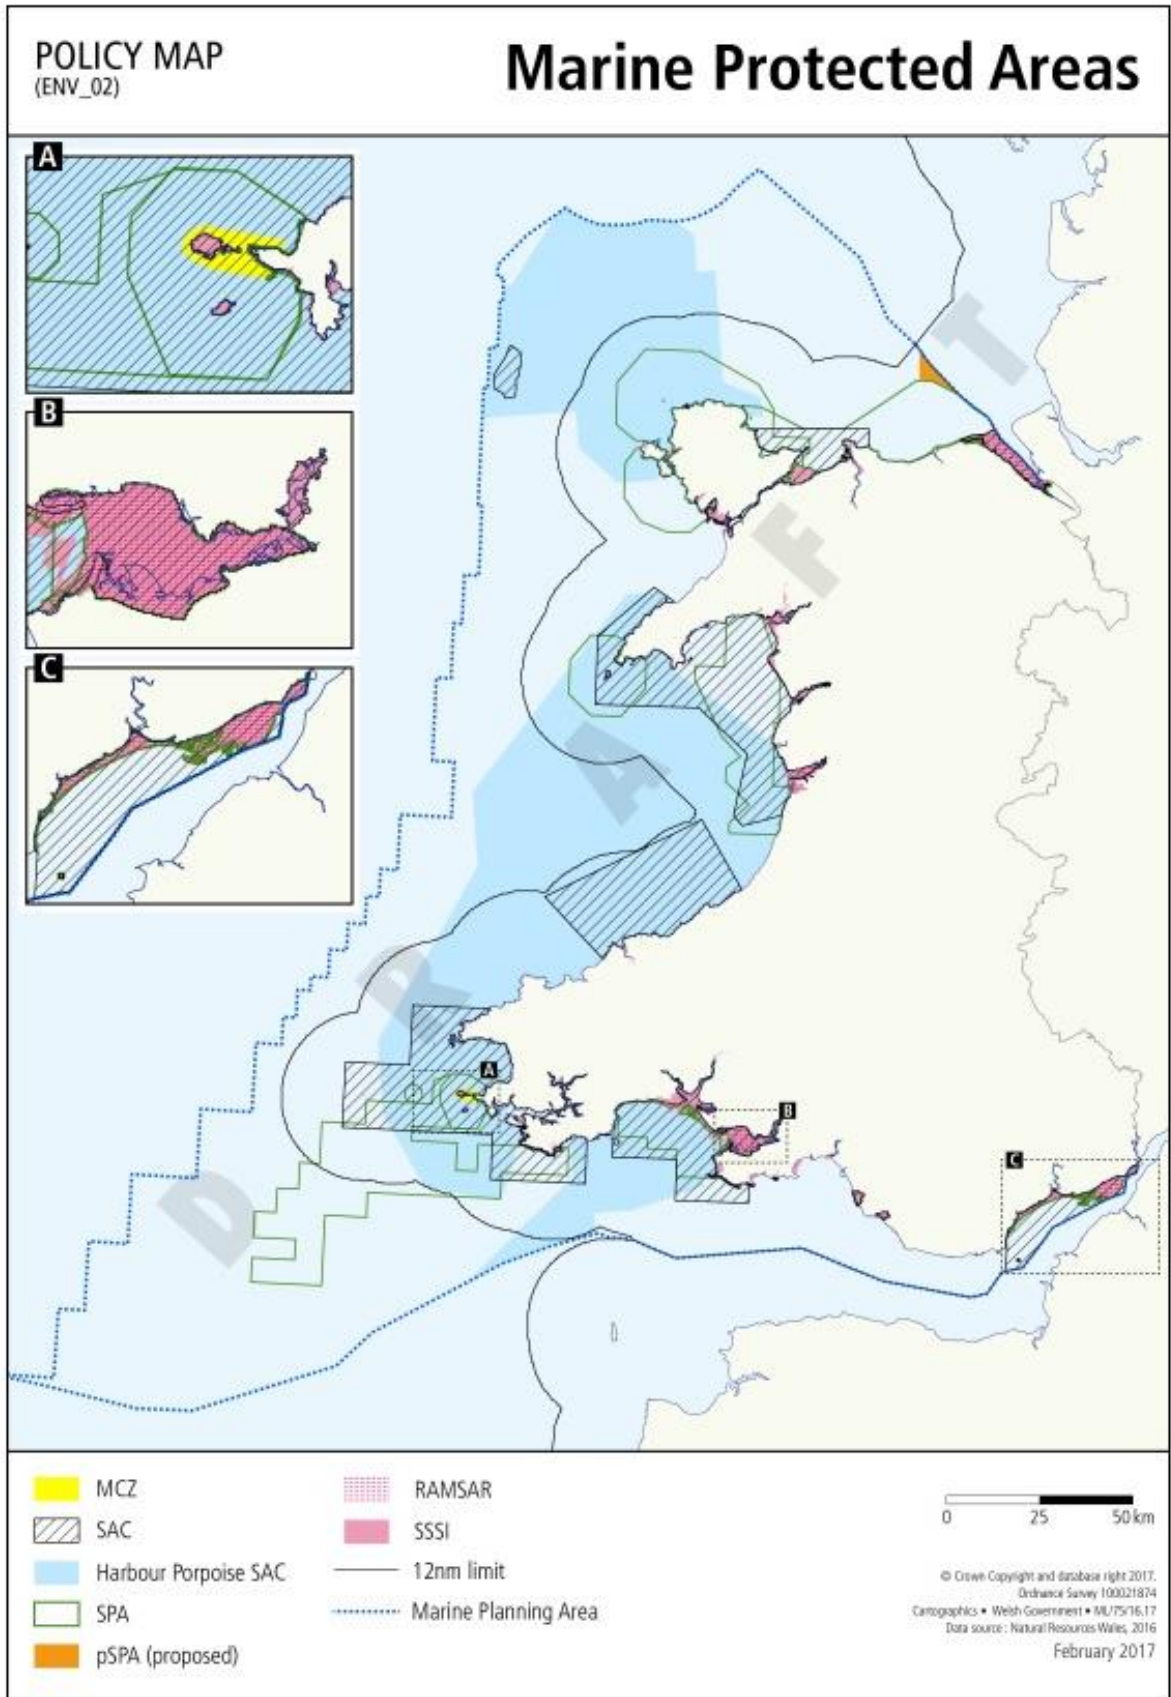 POLICY MAP
(ENV_02)
Marine Protected Areas
A
B
C
DRAFT
A
B
C
MCZ
SAC
Harbour Porpoise SAC
SPA
pSPA (proposed)
RAMSAR
SSSI
12nm limit
Marine Planning Area
0 25 50 km
© Crown Copyright and database right 2017.
Ordnance Survey 100021874
Cartographics • Welsh Government • ML/75/16.17
Data source : Natural Resources Wales, 2016
February 2017